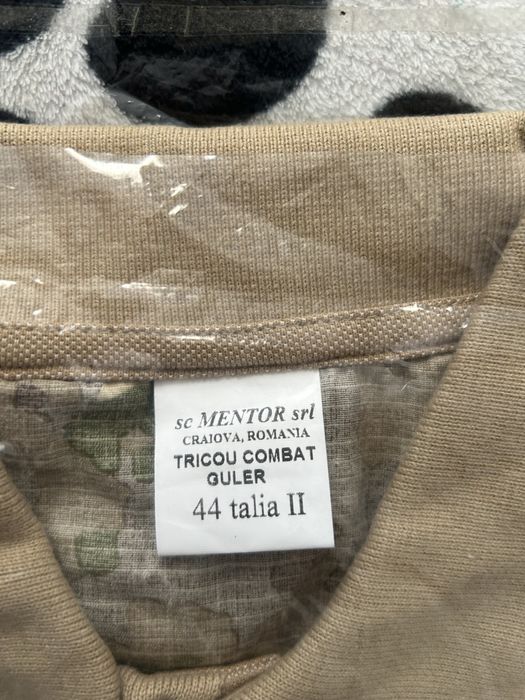 sc MENTOR srl
CRAIOVA, ROMANIA
TRICOU COMBAT
GULER
44 talia II